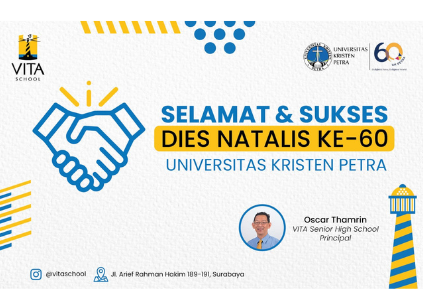 VITA
SCHOOL
UNIVERSITAS
KRISTEN
PETRA
60
SELAMAT & SUKSES
DIES NATALIS KE-60
UNIVERSITAS KRISTEN PETRA
Oscar Thamrin
VITA Senior High School
Principal
@vitaschool
Jl. Arief Rahman Hakim 189-191, Surabaya